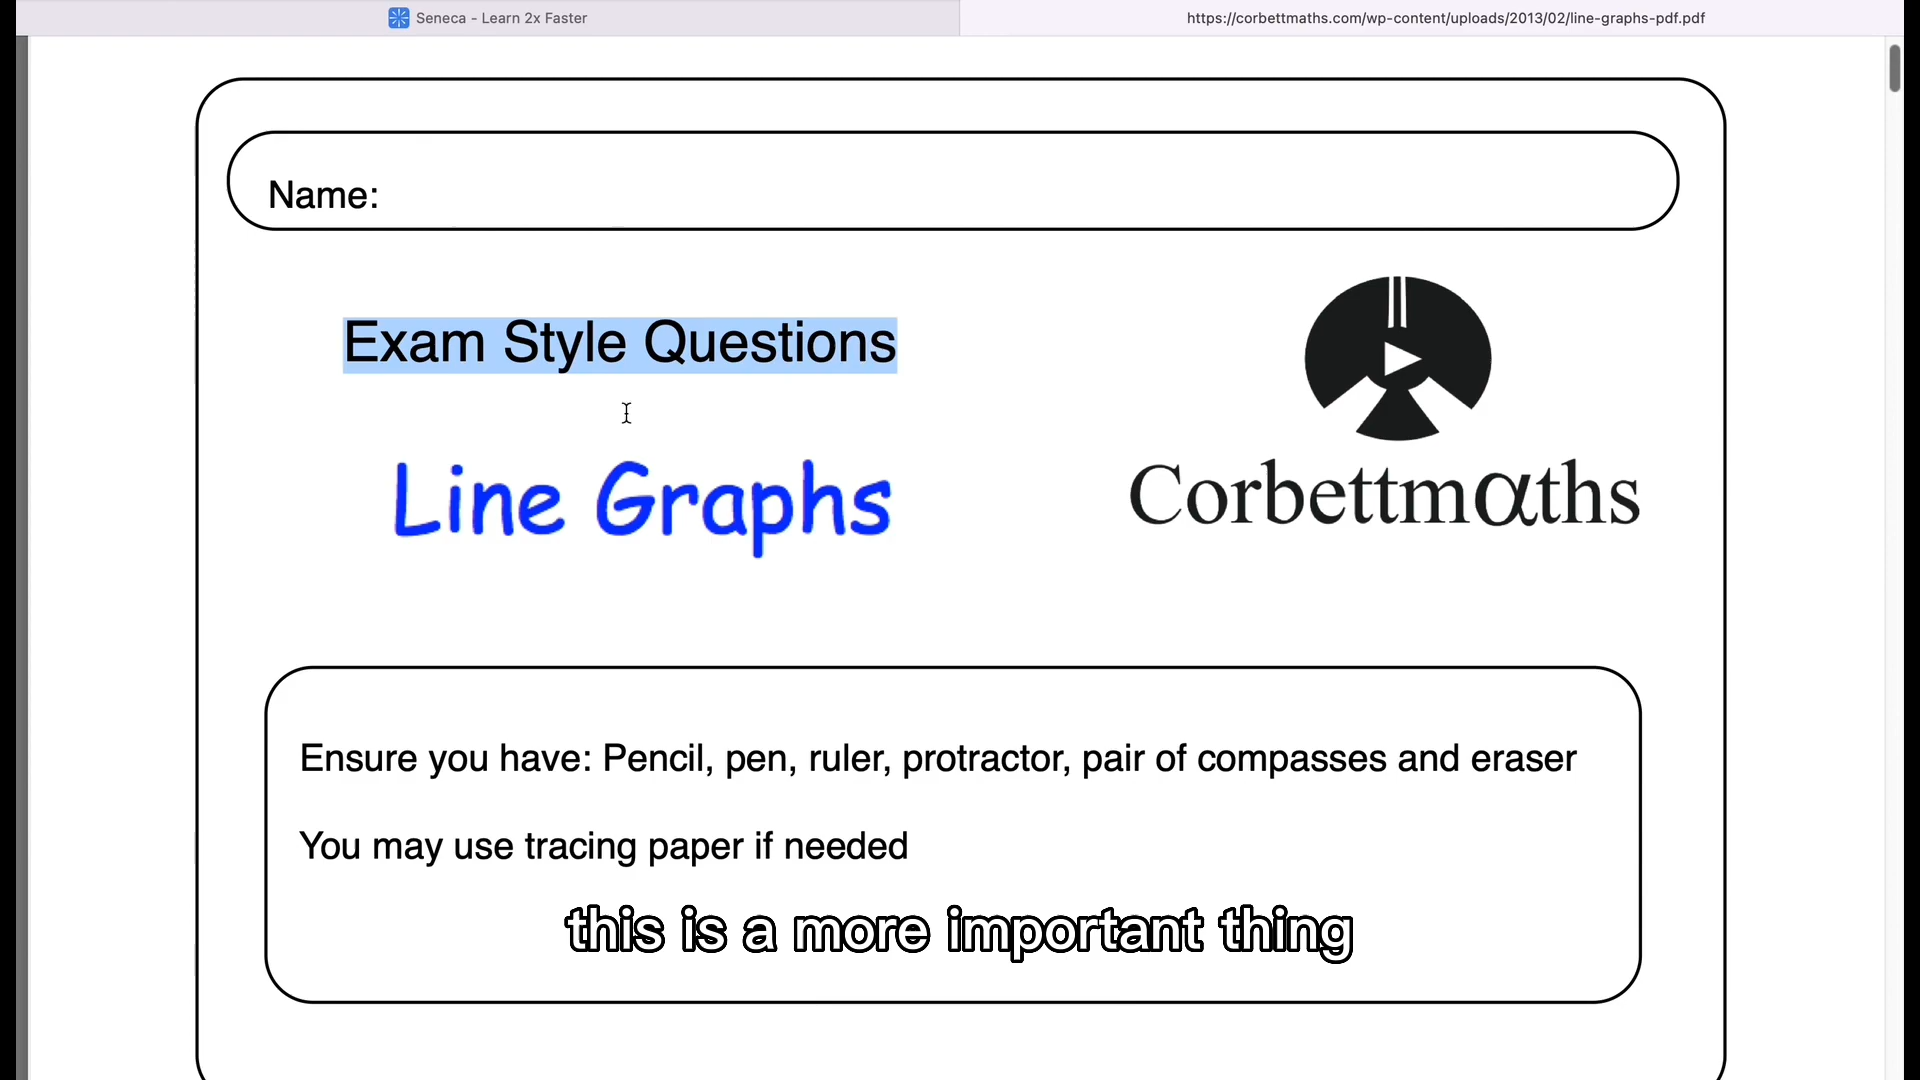 Seneca - Learn 2x Faster
https://corbettmaths.com/wp-content/uploads/2013/02/line-graphs-pdf.pdf
Name:
Exam Style Questions
Line Graphs
Corbettmαths
Ensure you have: Pencil, pen, ruler, protractor, pair of compasses and eraser
You may use tracing paper if needed
this is a more important thing